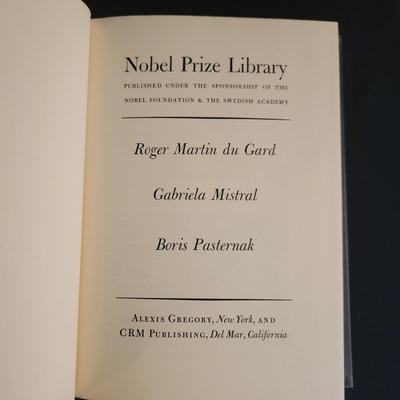 Nobel Prize Library
PUBLISHED UNDER THE SPONSORSHIP OF THE
NOBEL FOUNDATION & THE SWEDISH ACADEMY
Roger Martin du Gard
Gabriela Mistral
Boris Pasternak
ALEXIS GREGORY, New York, AND
CRM PUBLISHING, Del Mar, California